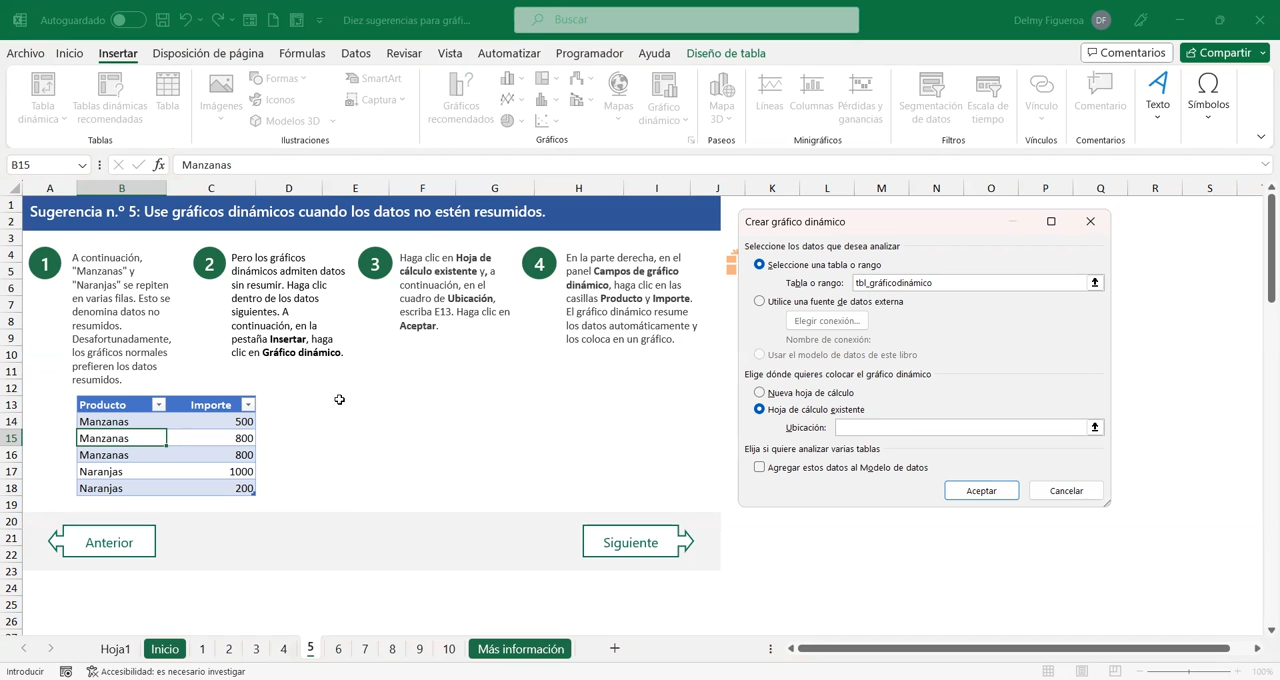 Autoguardado
Diez sugerencias para gráfi...
Buscar
Delmy Figueroa DF
Archivo Inicio Insertar Disposición de página Fórmulas Datos Revisar Vista Automatizar Programador Ayuda Diseño de tabla
Comentarios Compartir
Tabla dinámica
Tablas dinámicas recomendadas
Tabla
Tablas
Imágenes
Formas
Iconos
Modelos 3D
SmartArt
Captura
Ilustraciones
Gráficos recomendados
Mapas
Gráfico dinámico
Gráficos
Mapa 3D
Paseos
Líneas
Columnas
Pérdidas y ganancias
Minigráficos
Segmentación de datos
Escala de tiempo
Filtros
Vínculo
Vínculos
Comentario
Comentarios
Texto
Símbolos
B15
fx
Manzanas
A B C D E F G H I J K L M N O P Q R S
1
2
3
4
5
6
7
8
9
10
11
12
13
14
15
16
17
18
19
20
21
22
23
24
25
26
Sugerencia n.º 5: Use gráficos dinámicos cuando los datos no estén resumidos.
1
A continuación,
"Manzanas" y
"Naranjas" se repiten
en varias filas. Esto se
denomina datos no
resumidos.
Desafortunadamente,
los gráficos normales
prefieren los datos
resumidos.
2
Pero los gráficos
dinámicos admiten datos
sin resumir. Haga clic
dentro de los datos
siguientes. A
continuación, en la
pestaña Insertar, haga
clic en Gráfico dinámico.
3
Haga clic en Hoja de
cálculo existente y, a
continuación, en el
cuadro de Ubicación,
escriba E13. Haga clic en
Aceptar.
4
En la parte derecha, en el
panel Campos de gráfico
dinámico, haga clic en las
casillas Producto y Importe.
El gráfico dinámico resume
los datos automáticamente y
los coloca en un gráfico.
Producto Importe
Manzanas 500
Manzanas 800
Manzanas 800
Naranjas 1000
Naranjas 200
Anterior
Siguiente
Crear gráfico dinámico
Seleccione los datos que desea analizar
Seleccione una tabla o rango
Tabla o rango: tbl_gráficodinámico
Utilice una fuente de datos externa
Elegir conexión...
Nombre de conexión:
Usar el modelo de datos de este libro
Elige dónde quieres colocar el gráfico dinámico
Nueva hoja de cálculo
Hoja de cálculo existente
Ubicación:
Elija si quiere analizar varias tablas
Agregar estos datos al Modelo de datos
Aceptar
Cancelar
Hoja1 Inicio 1 2 3 4 5 6 7 8 9 10 Más información
Introducir
Accesibilidad: es necesario investigar
100%